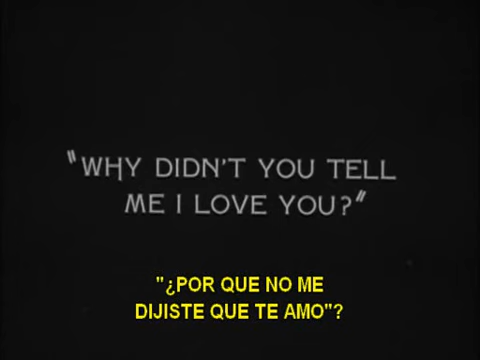 "WHY DIDN'T YOU TELL
ME I LOVE YOU?"
"¿POR QUE NO ME
DIJISTE QUE TE AMO"?